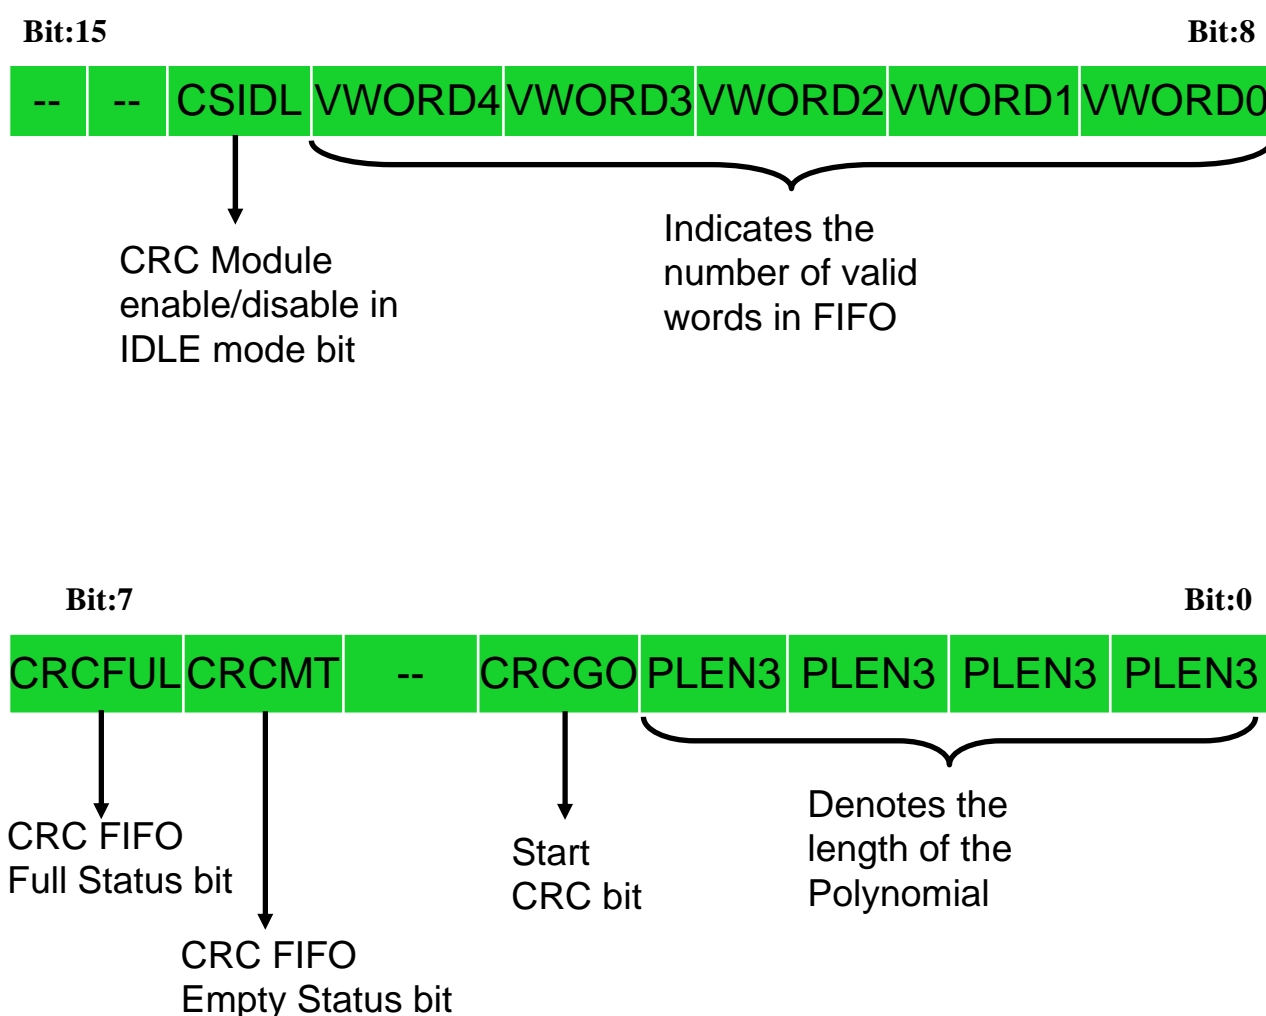 Bit:15 Bit:8
-- -- CSIDL VWORD4 VWORD3 VWORD2 VWORD1 VWORD0
CRC Module
enable/disable in
IDLE mode bit
Indicates the
number of valid
words in FIFO
Bit:7 Bit:0
CRCFUL CRCMT -- CRCGO PLEN3 PLEN3 PLEN3 PLEN3
CRC FIFO
Full Status bit
CRC FIFO
Empty Status bit
Start
CRC bit
Denotes the
length of the
Polynomial